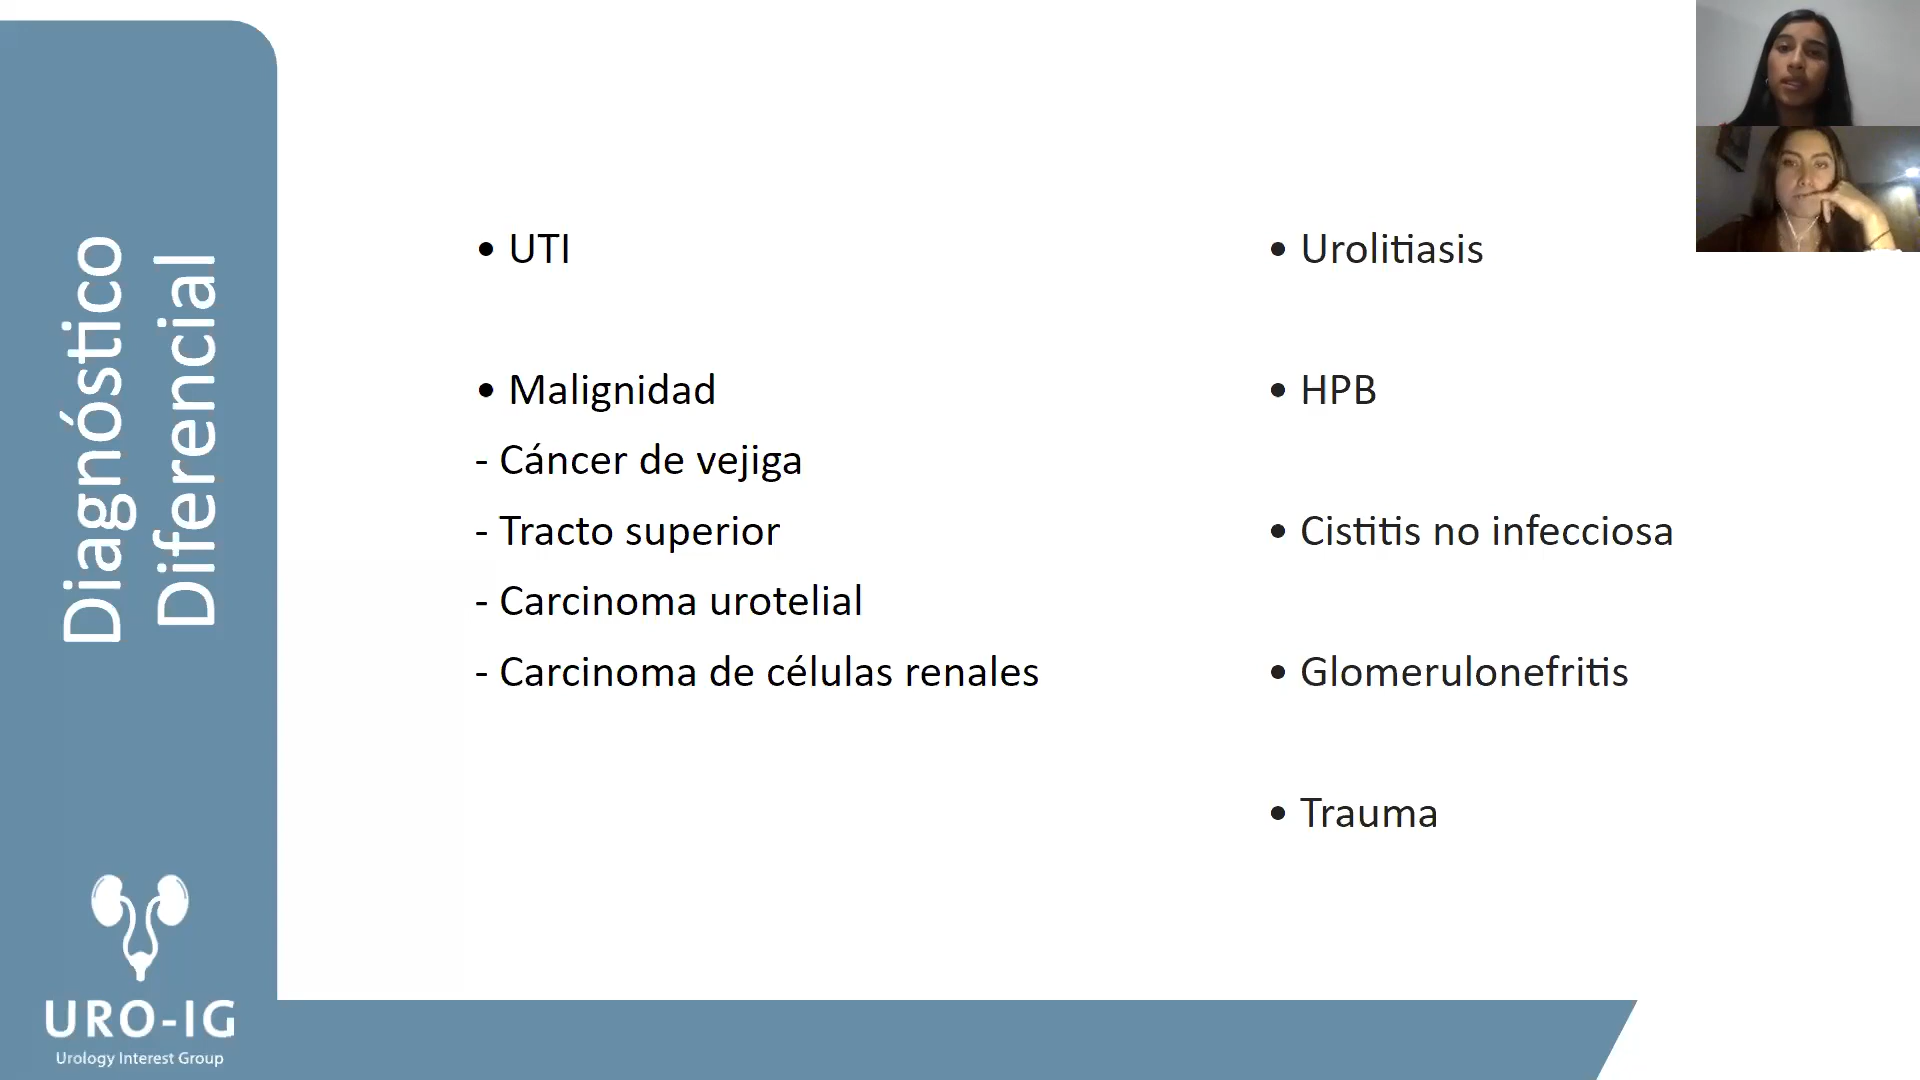 Diagnóstico
Diferencial
• UTI
• Malignidad
- Cáncer de vejiga
- Tracto superior
- Carcinoma urotelial
- Carcinoma de células renales
• Urolitiasis
• HPB
• Cistitis no infecciosa
• Glomerulonefritis
• Trauma
URO-IG
Urology Interest Group